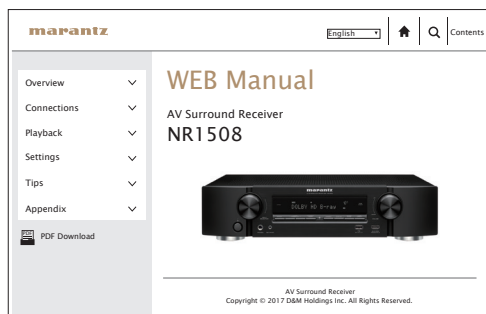 marantz
English
Contents
Overview
Connections
Playback
Settings
Tips
Appendix
PDF
PDF Download
WEB Manual
AV Surround Receiver
NR1508
marantz
AV Surround Receiver
Copyright © 2017 D&M Holdings Inc. All Rights Reserved.